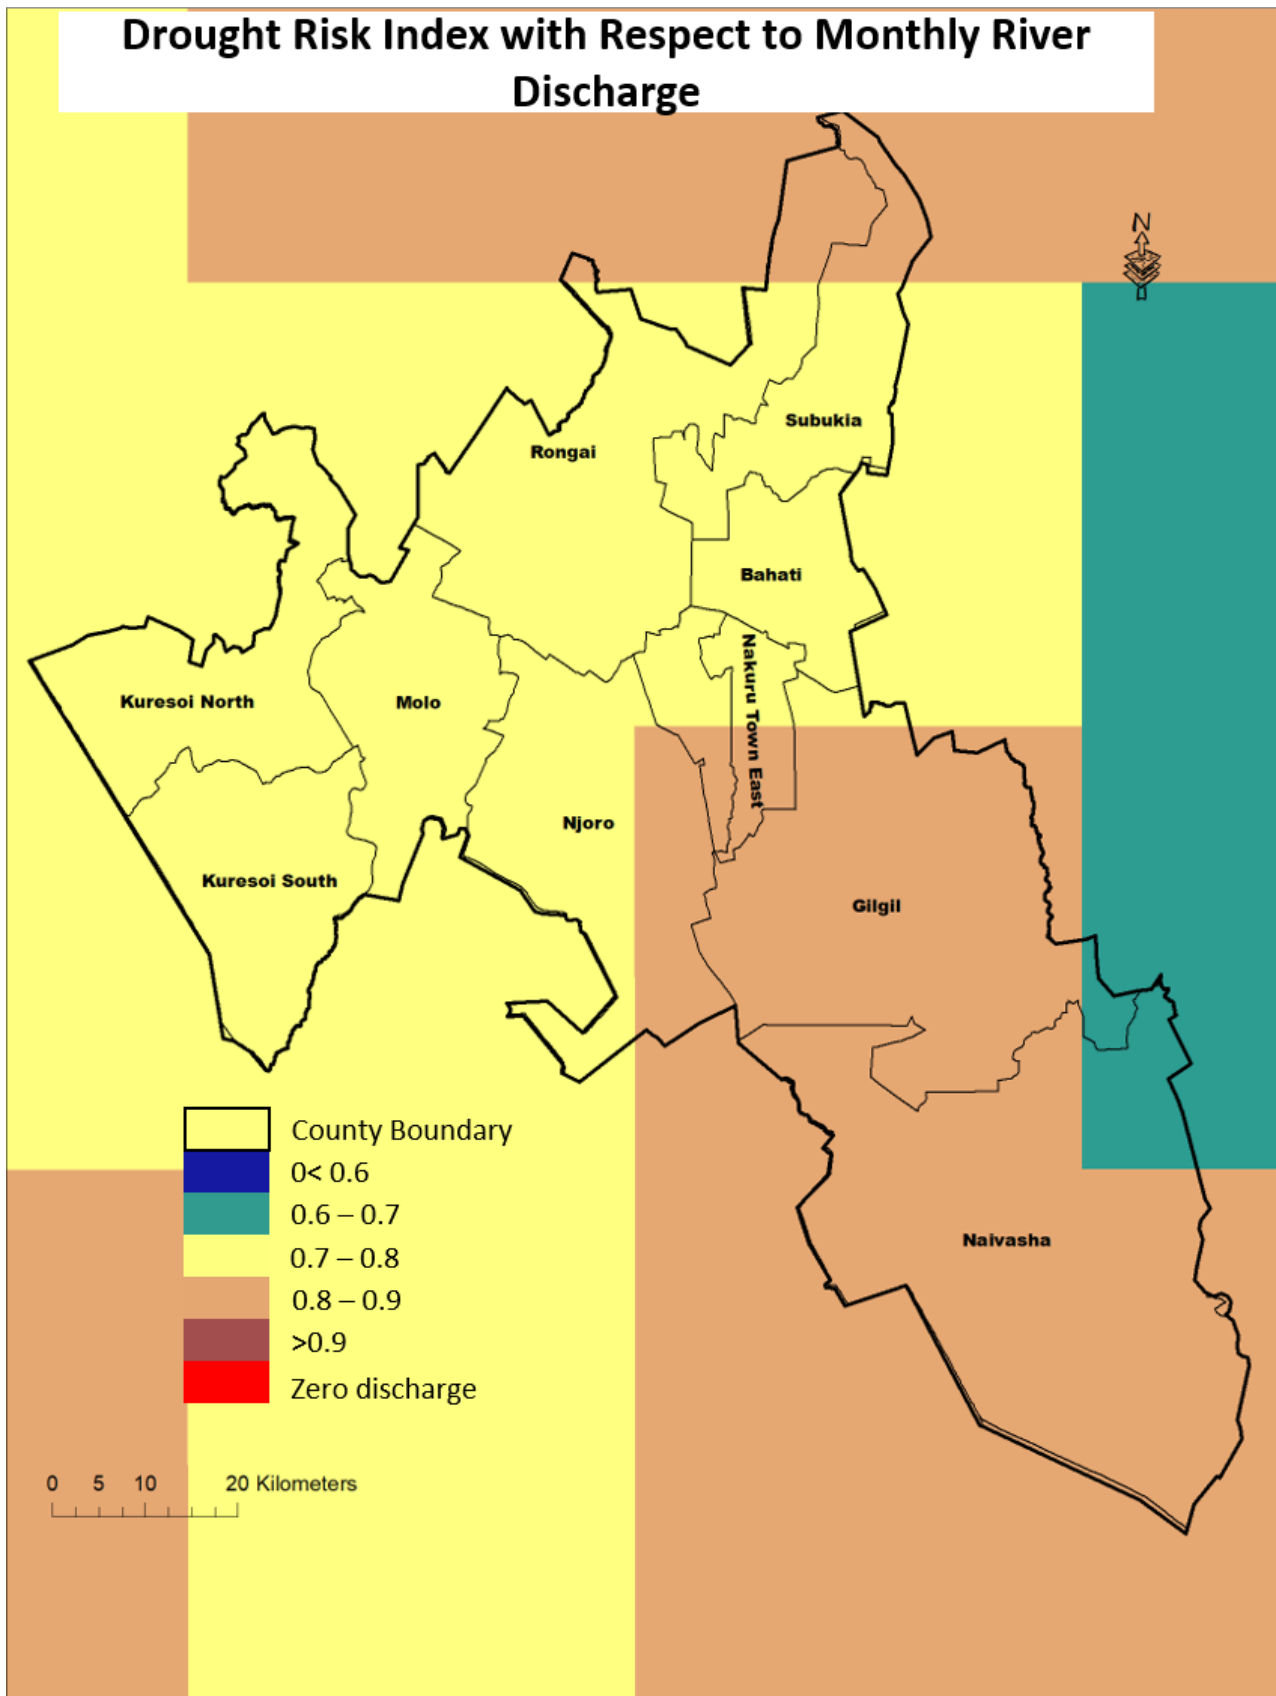 Drought Risk Index with Respect to Monthly River
Discharge
N
Subukia
Rongai
Bahati
Nakuru Town East
Kuresoi North
Molo
Njoro
Kuresoi South
Gilgil
Naivasha
County Boundary
0< 0.6
0.6 – 0.7
0.7 – 0.8
0.8 – 0.9
>0.9
Zero discharge
0 5 10 20 Kilometers